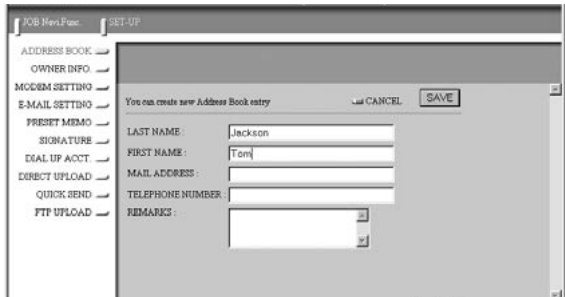 JOB Navi.Func. SET-UP
ADDRESS BOOK
OWNER INFO.
MODEM SETTING
E-MAIL SETTING
PRESET MEMO
SIGNATURE
DIAL UP ACCT.
DIRECT UPLOAD
QUICK SEND
FTP UPLOAD
You can create new Address Book entry CANCEL SAVE
LAST NAME : Jackson
FIRST NAME : Tom
MAIL ADDRESS :
TELEPHONE NUMBER :
REMARKS :